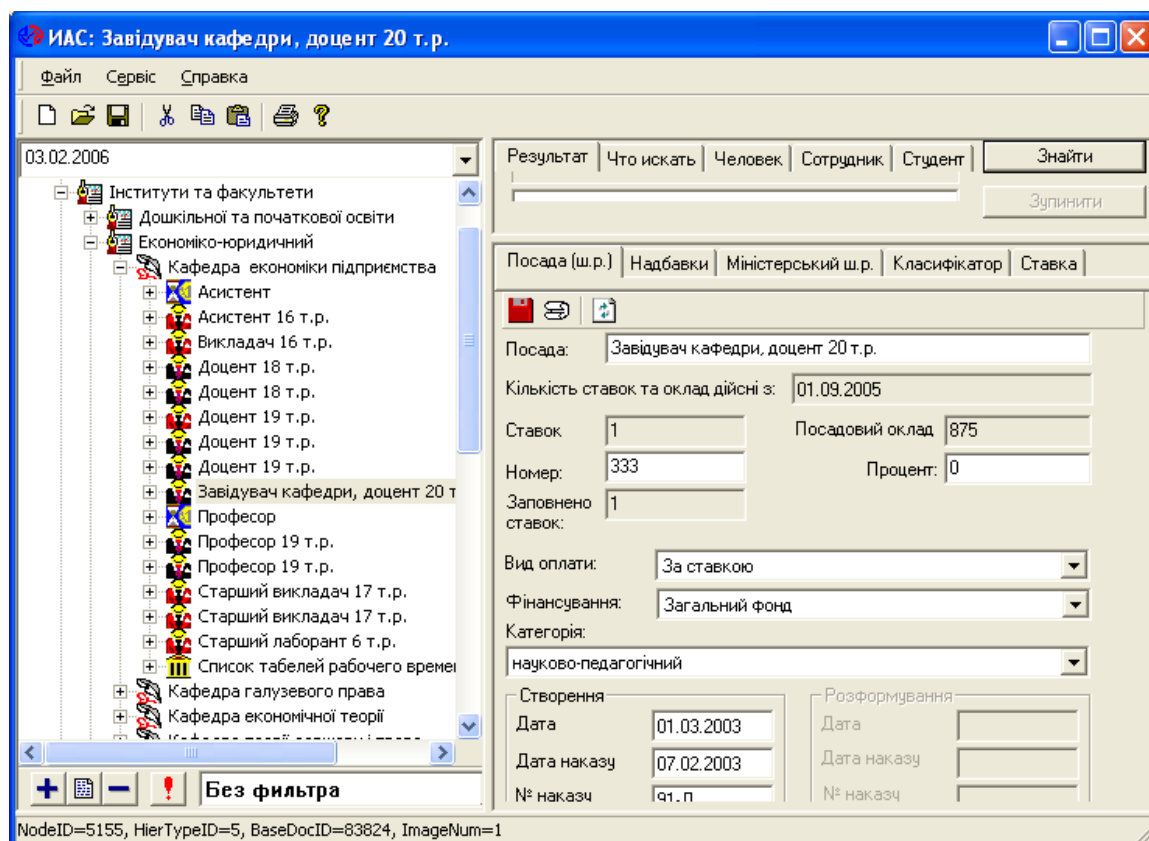 ИАС: Завідувач кафедри, доцент 20 т.р.
Файл Сервіс Справка
03.02.2006
Інститути та факультети
Дошкільної та початкової освіти
Економіко-юридичний
Кафедра економіки підприємства
Асистент
Асистент 16 т.р.
Викладач 16 т.р.
Доцент 18 т.р.
Доцент 18 т.р.
Доцент 19 т.р.
Доцент 19 т.р.
Доцент 19 т.р.
Завідувач кафедри, доцент 20 т
Професор
Професор 19 т.р.
Професор 19 т.р.
Старший викладач 17 т.р.
Старший викладач 17 т.р.
Старший лаборант 6 т.р.
Список табелей рабочего времен
Кафедра галузевого права
Кафедра економічної теорії
Без фильтра
Результат Что искать Человек Сотрудник Студент Знайти
Зупинити
Посада (ш.р.) Надбавки Міністерський ш.р. Класифікатор Ставка
Посада: Завідувач кафедри, доцент 20 т.р.
Кількість ставок та оклад дійсні з: 01.09.2005
Ставок 1 Посадовий оклад 875
Номер: 333 Процент: 0
Заповнено ставок: 1
Вид оплати: За ставкою
Фінансування: Загальний фонд
Категорія:
науково-педагогічний
Створення Розформування
Дата 01.03.2003 Дата
Дата наказу 07.02.2003 Дата наказу
№ наказу 91-Л № наказу
NodeID=5155, HierTypeID=5, BaseDocID=83824, ImageNum=1